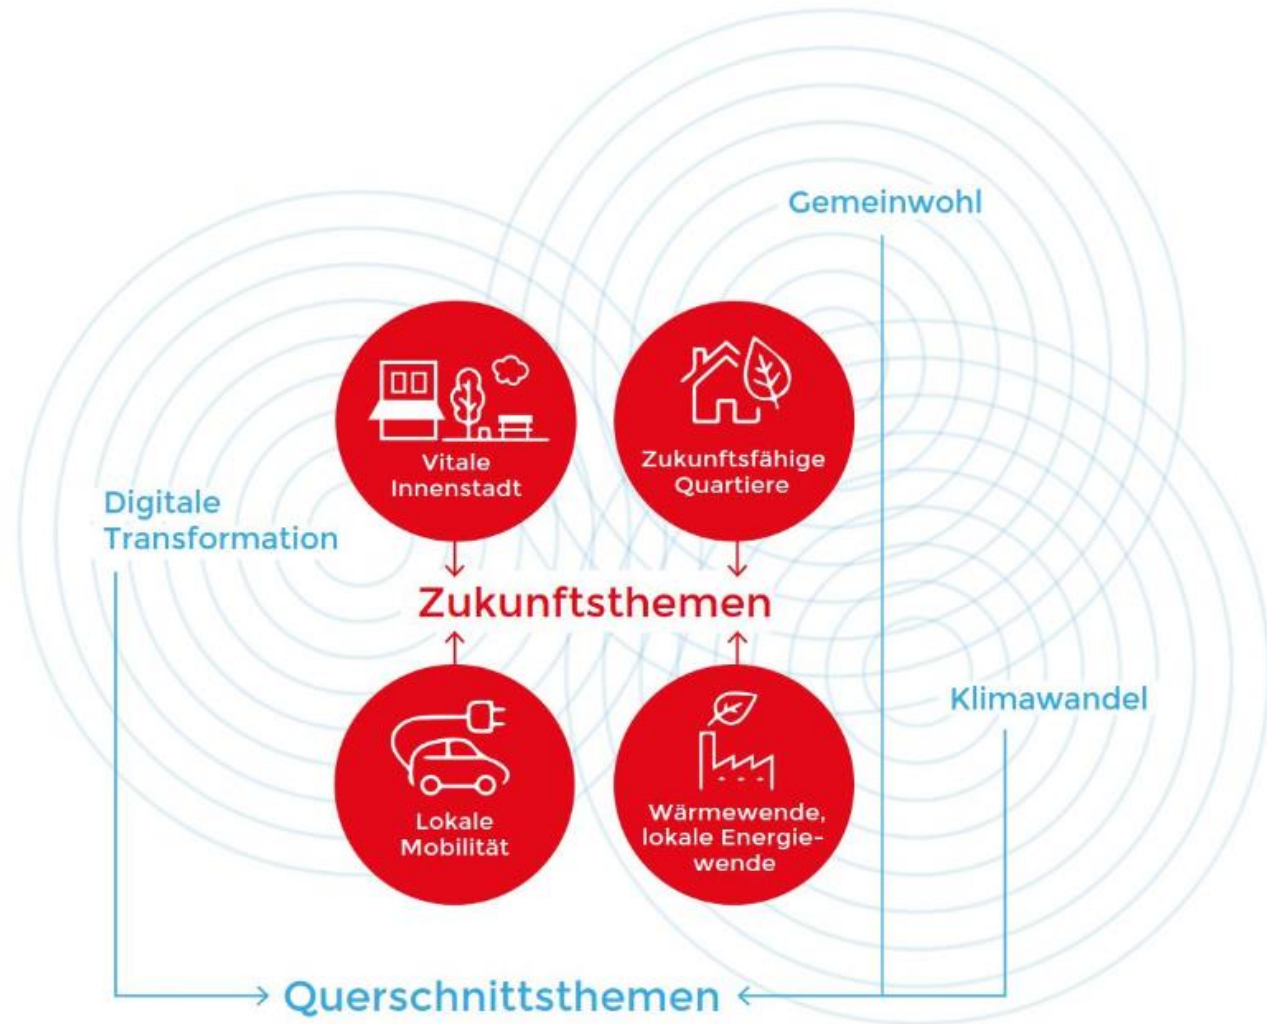 Gemeinwohl
Vitale
Innenstadt
Zukunftsfähige
Quartiere
Digitale
Transformation
Zukunftsthemen
Lokale
Mobilität
Wärmewende,
lokale Energie-
wende
Klimawandel
Querschnittsthemen